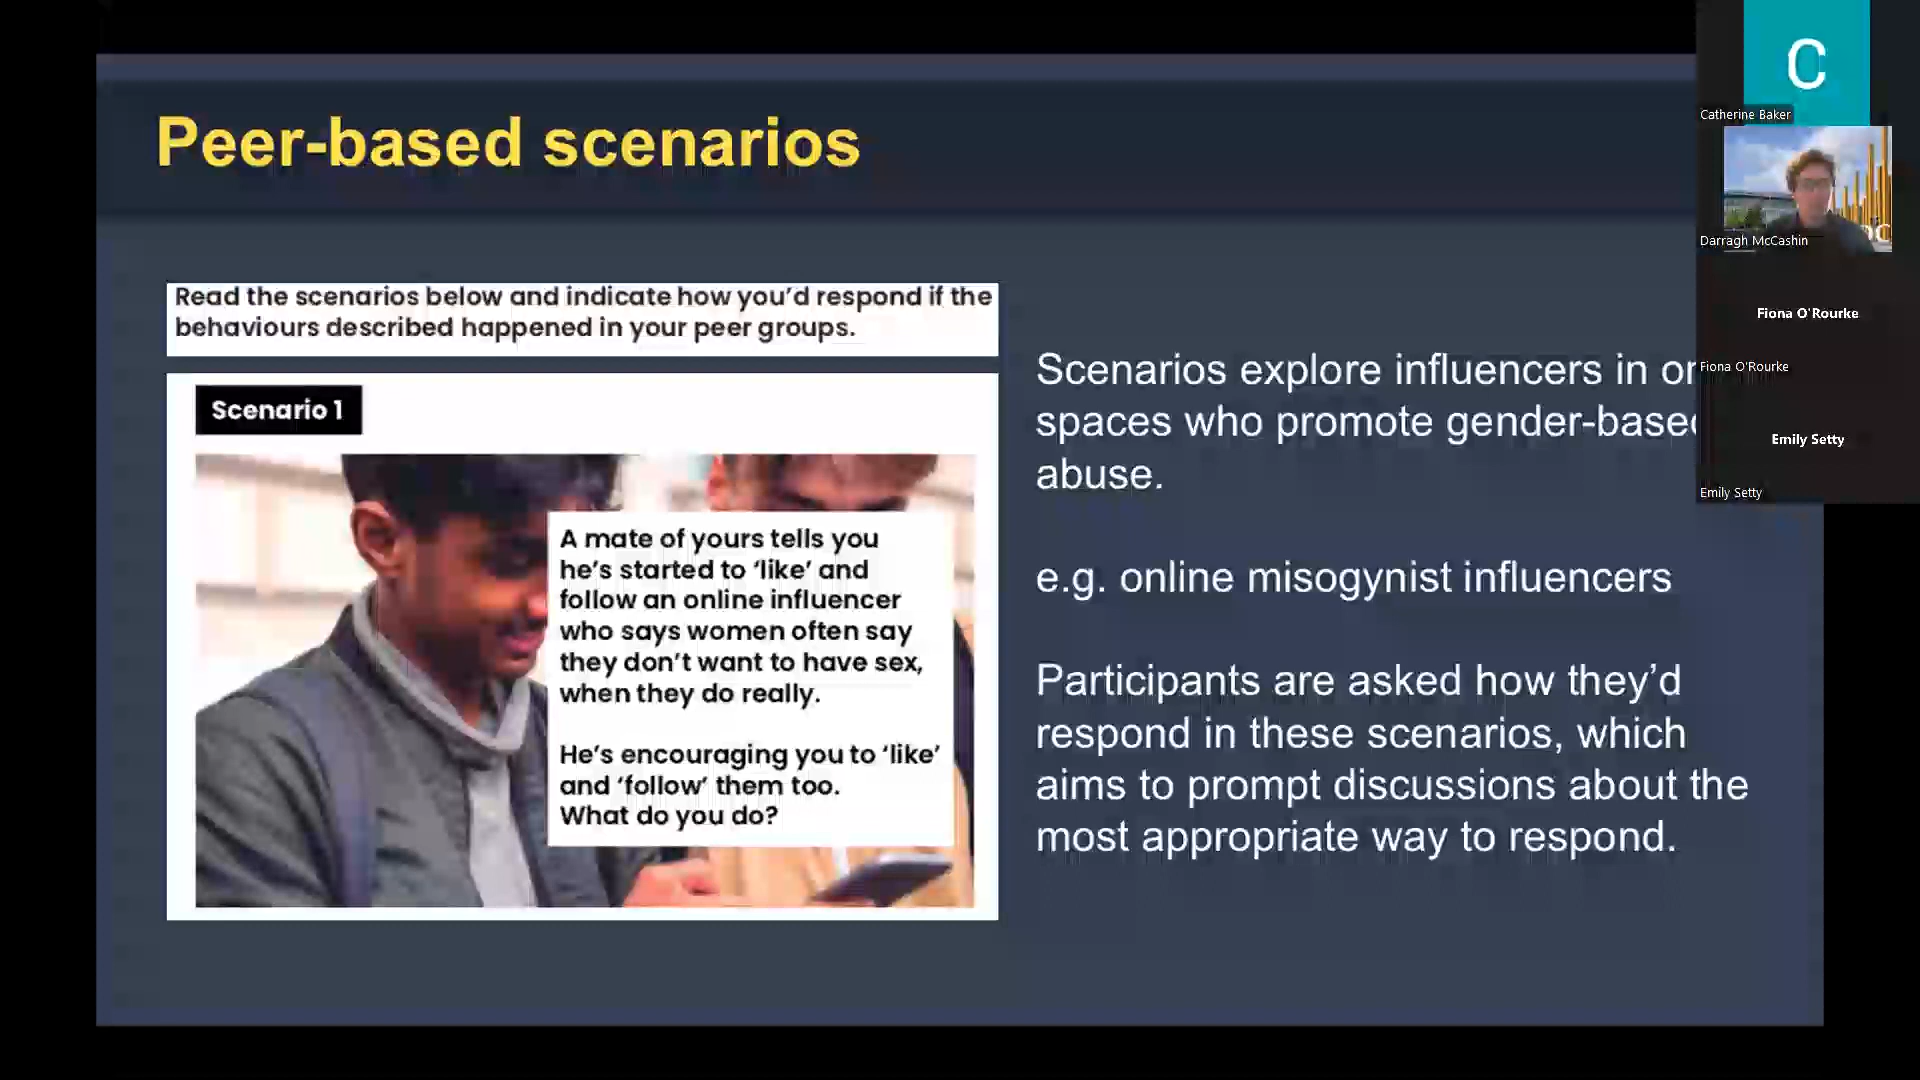 Peer-based scenarios
Read the scenarios below and indicate how you'd respond if the
behaviours described happened in your peer groups.
Scenario 1
A mate of yours tells you
he's started to 'like' and
follow an online influencer
who says women often say
they don't want to have sex,
when they do really.
He's encouraging you to 'like'
and 'follow' them too.
What do you do?
Scenarios explore influencers in
spaces who promote gender-based
abuse.
e.g. online misogynist influencers
Participants are asked how they'd
respond in these scenarios, which
aims to prompt discussions about the
most appropriate way to respond.
C
Catherine Baker
Darragh McCashin
Fiona O'Rourke
Fiona O'Rourke
Emily Setty
Emily Setty